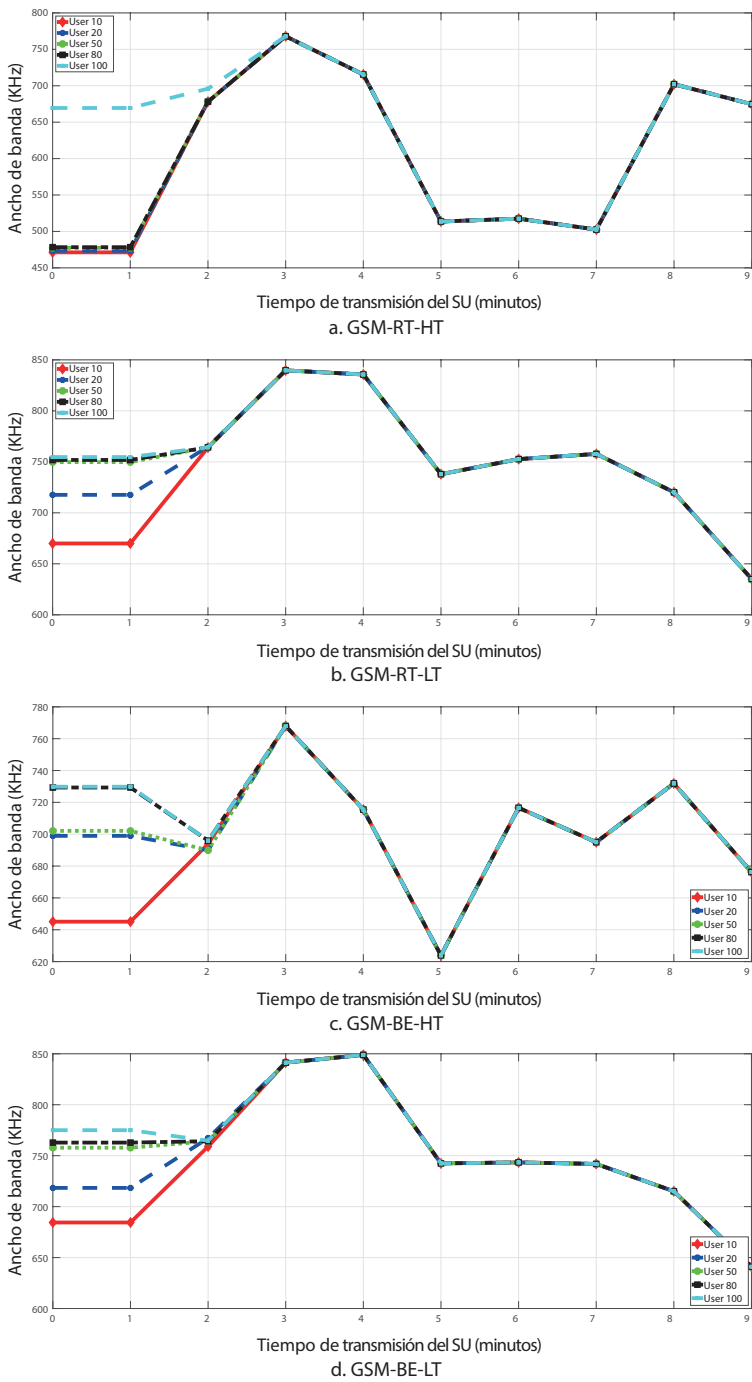 800
750
700
650
600
550
500
450
Ancho de banda (KHz)
User 10
User 20
User 50
User 80
User 100
0 1 2 3 4 5 6 7 8 9
Tiempo de transmisión del SU (minutos)
a. GSM-RT-HT
850
800
750
700
650
600
Ancho de banda (KHz)
User 10
User 20
User 50
User 80
User 100
0 1 2 3 4 5 6 7 8 9
Tiempo de transmisión del SU (minutos)
b. GSM-RT-LT
780
760
740
720
700
680
660
640
620
Ancho de banda (KHz)
User 10
User 20
User 50
User 80
User 100
0 1 2 3 4 5 6 7 8 9
Tiempo de transmisión del SU (minutos)
c. GSM-BE-HT
850
800
750
700
650
600
Ancho de banda (KHz)
User 10
User 20
User 50
User 80
User 100
0 1 2 3 4 5 6 7 8 9
Tiempo de transmisión del SU (minutos)
d. GSM-BE-LT